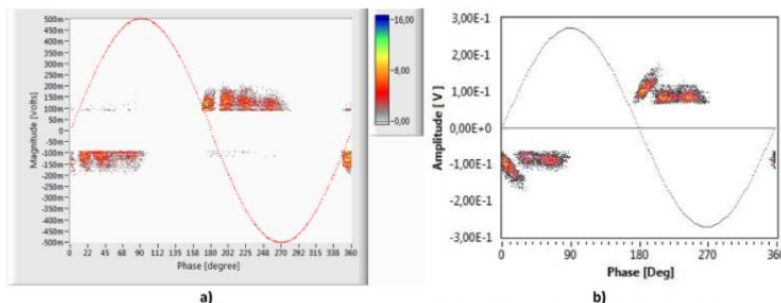 500m
450m
400m
350m
300m
250m
200m
150m
100m
50m
0
-50m
-100m
-150m
-200m
-250m
-300m
-350m
-400m
-450m
-500m
Magnitude [Volts]
0 22 45 68 90 112 135 158 180 202 225 248 270 292 315 338 360
Phase [degree]
16,00
8,00
0,00
a)
3,00E-1
2,00E-1
1,00E-1
0,00E+0
-1,00E-1
-2,00E-1
-3,00E-1
Amplitude [ V ]
0 90 180 270 360
Phase [Deg]
b)